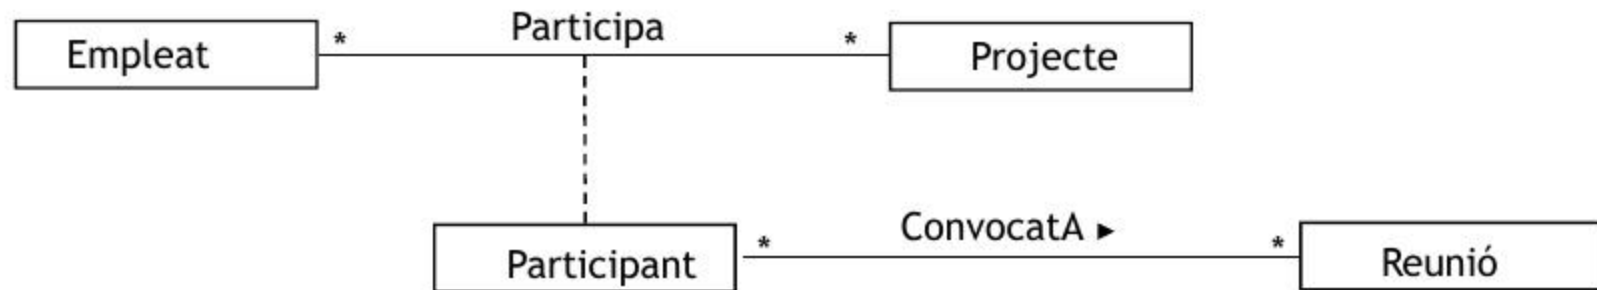 Participa
Empleat * * Projecte
ConvocatA ►
Participant * * Reunió